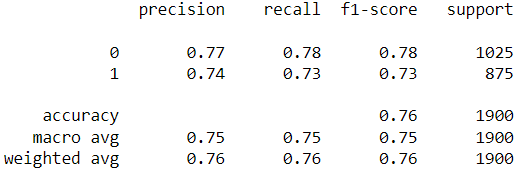 precision recall f1-score support
0 0.77 0.78 0.78 1025
1 0.74 0.73 0.73 875
accuracy 0.76 1900
macro avg 0.75 0.75 0.75 1900
weighted avg 0.76 0.76 0.76 1900